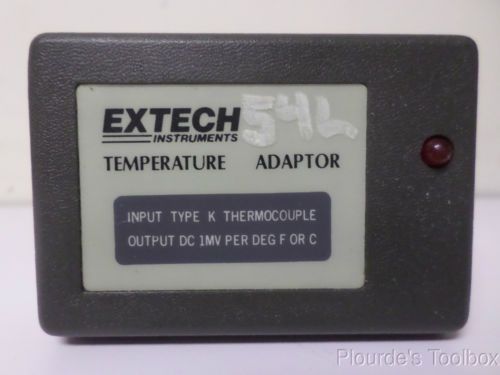 EXTECH 54L
INSTRUMENTS
TEMPERATURE ADAPTOR
INPUT TYPE K THERMOCOUPLE
OUTPUT DC 1MV PER DEG F OR C
Plourde's Toolbox